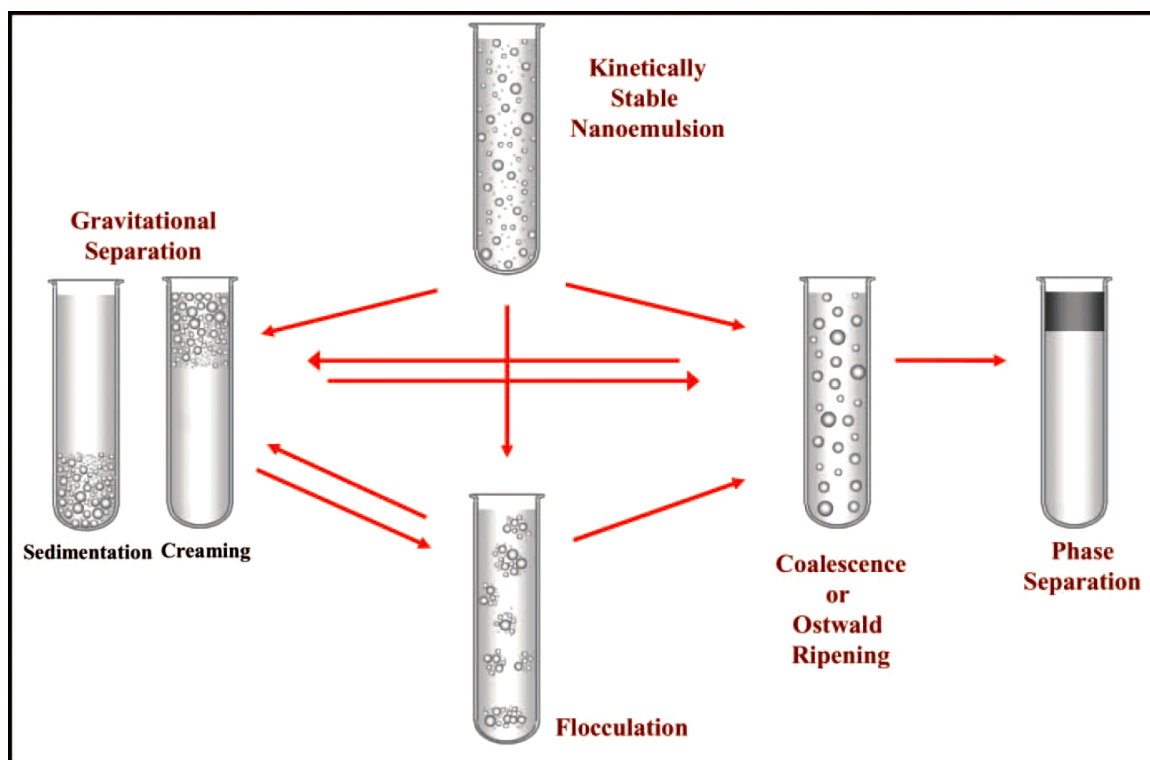 Kinetically
Stable
Nanoemulsion
Gravitational
Separation
Sedimentation
Creaming
Flocculation
Coalescence
or
Ostwald
Ripening
Phase
Separation